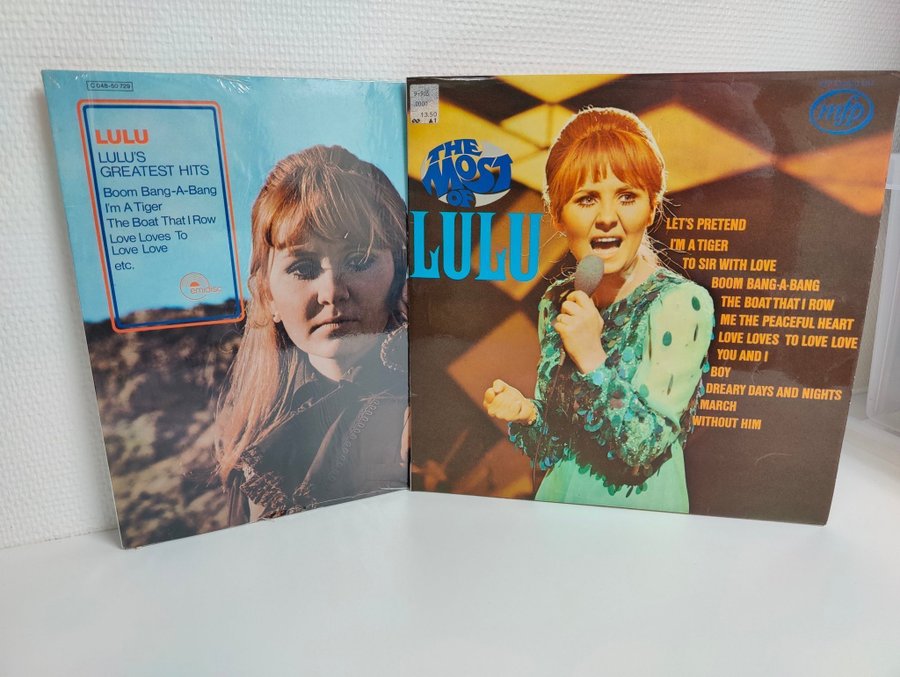 C 048-50 729
LULU
LULU'S
GREATEST HITS
Boom Bang-A-Bang
I'm A Tiger
The Boat That I Row
Love Loves To
Love Love
etc.
emidisc
13.50
THE
MOST
OF
LULU
mfp
LET'S PRETEND
I'M A TIGER
TO SIR WITH LOVE
BOOM BANG-A-BANG
THE BOAT THAT I ROW
ME THE PEACEFUL HEART
LOVE LOVES TO LOVE LOVE
YOU AND I
BOY
DREARY DAYS AND NIGHTS
MARCH
WITHOUT HIM